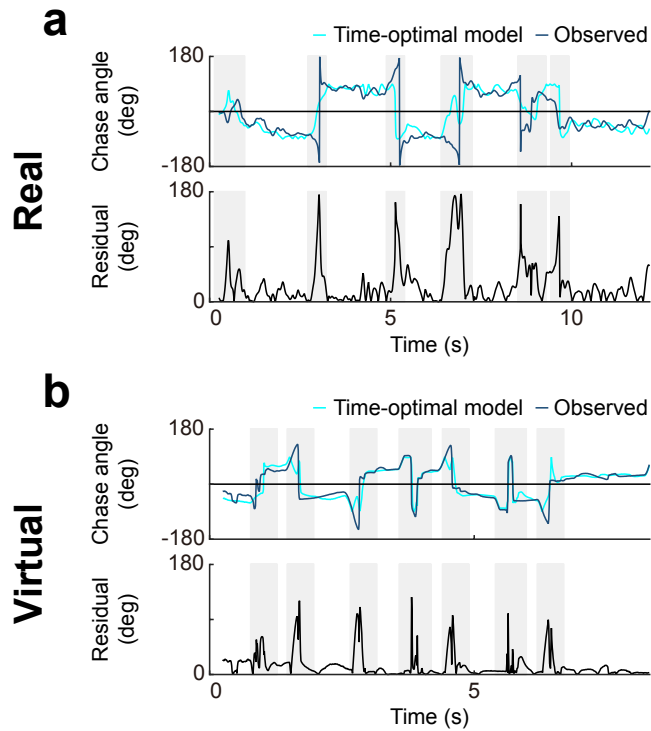 a
Time-optimal model
Observed
Real
Chase angle
(deg)
180
-180
Residual
(deg)
180
0
0
5
10
Time (s)
b
Time-optimal model
Observed
Virtual
Chase angle
(deg)
180
-180
Residual
(deg)
180
0
0
5
Time (s)